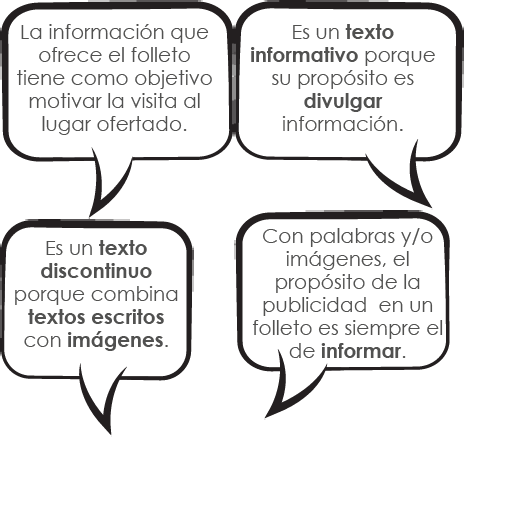 La información que
ofrece el folleto
tiene como objetivo
motivar la visita al
lugar ofertado.
Es un texto
informativo porque
su propósito es
divulgar
información.
Es un texto
discontinuo
porque combina
textos escritos
con imágenes.
Con palabras y/o
imágenes, el
propósito de la
publicidad en un
folleto es siempre el
de informar.